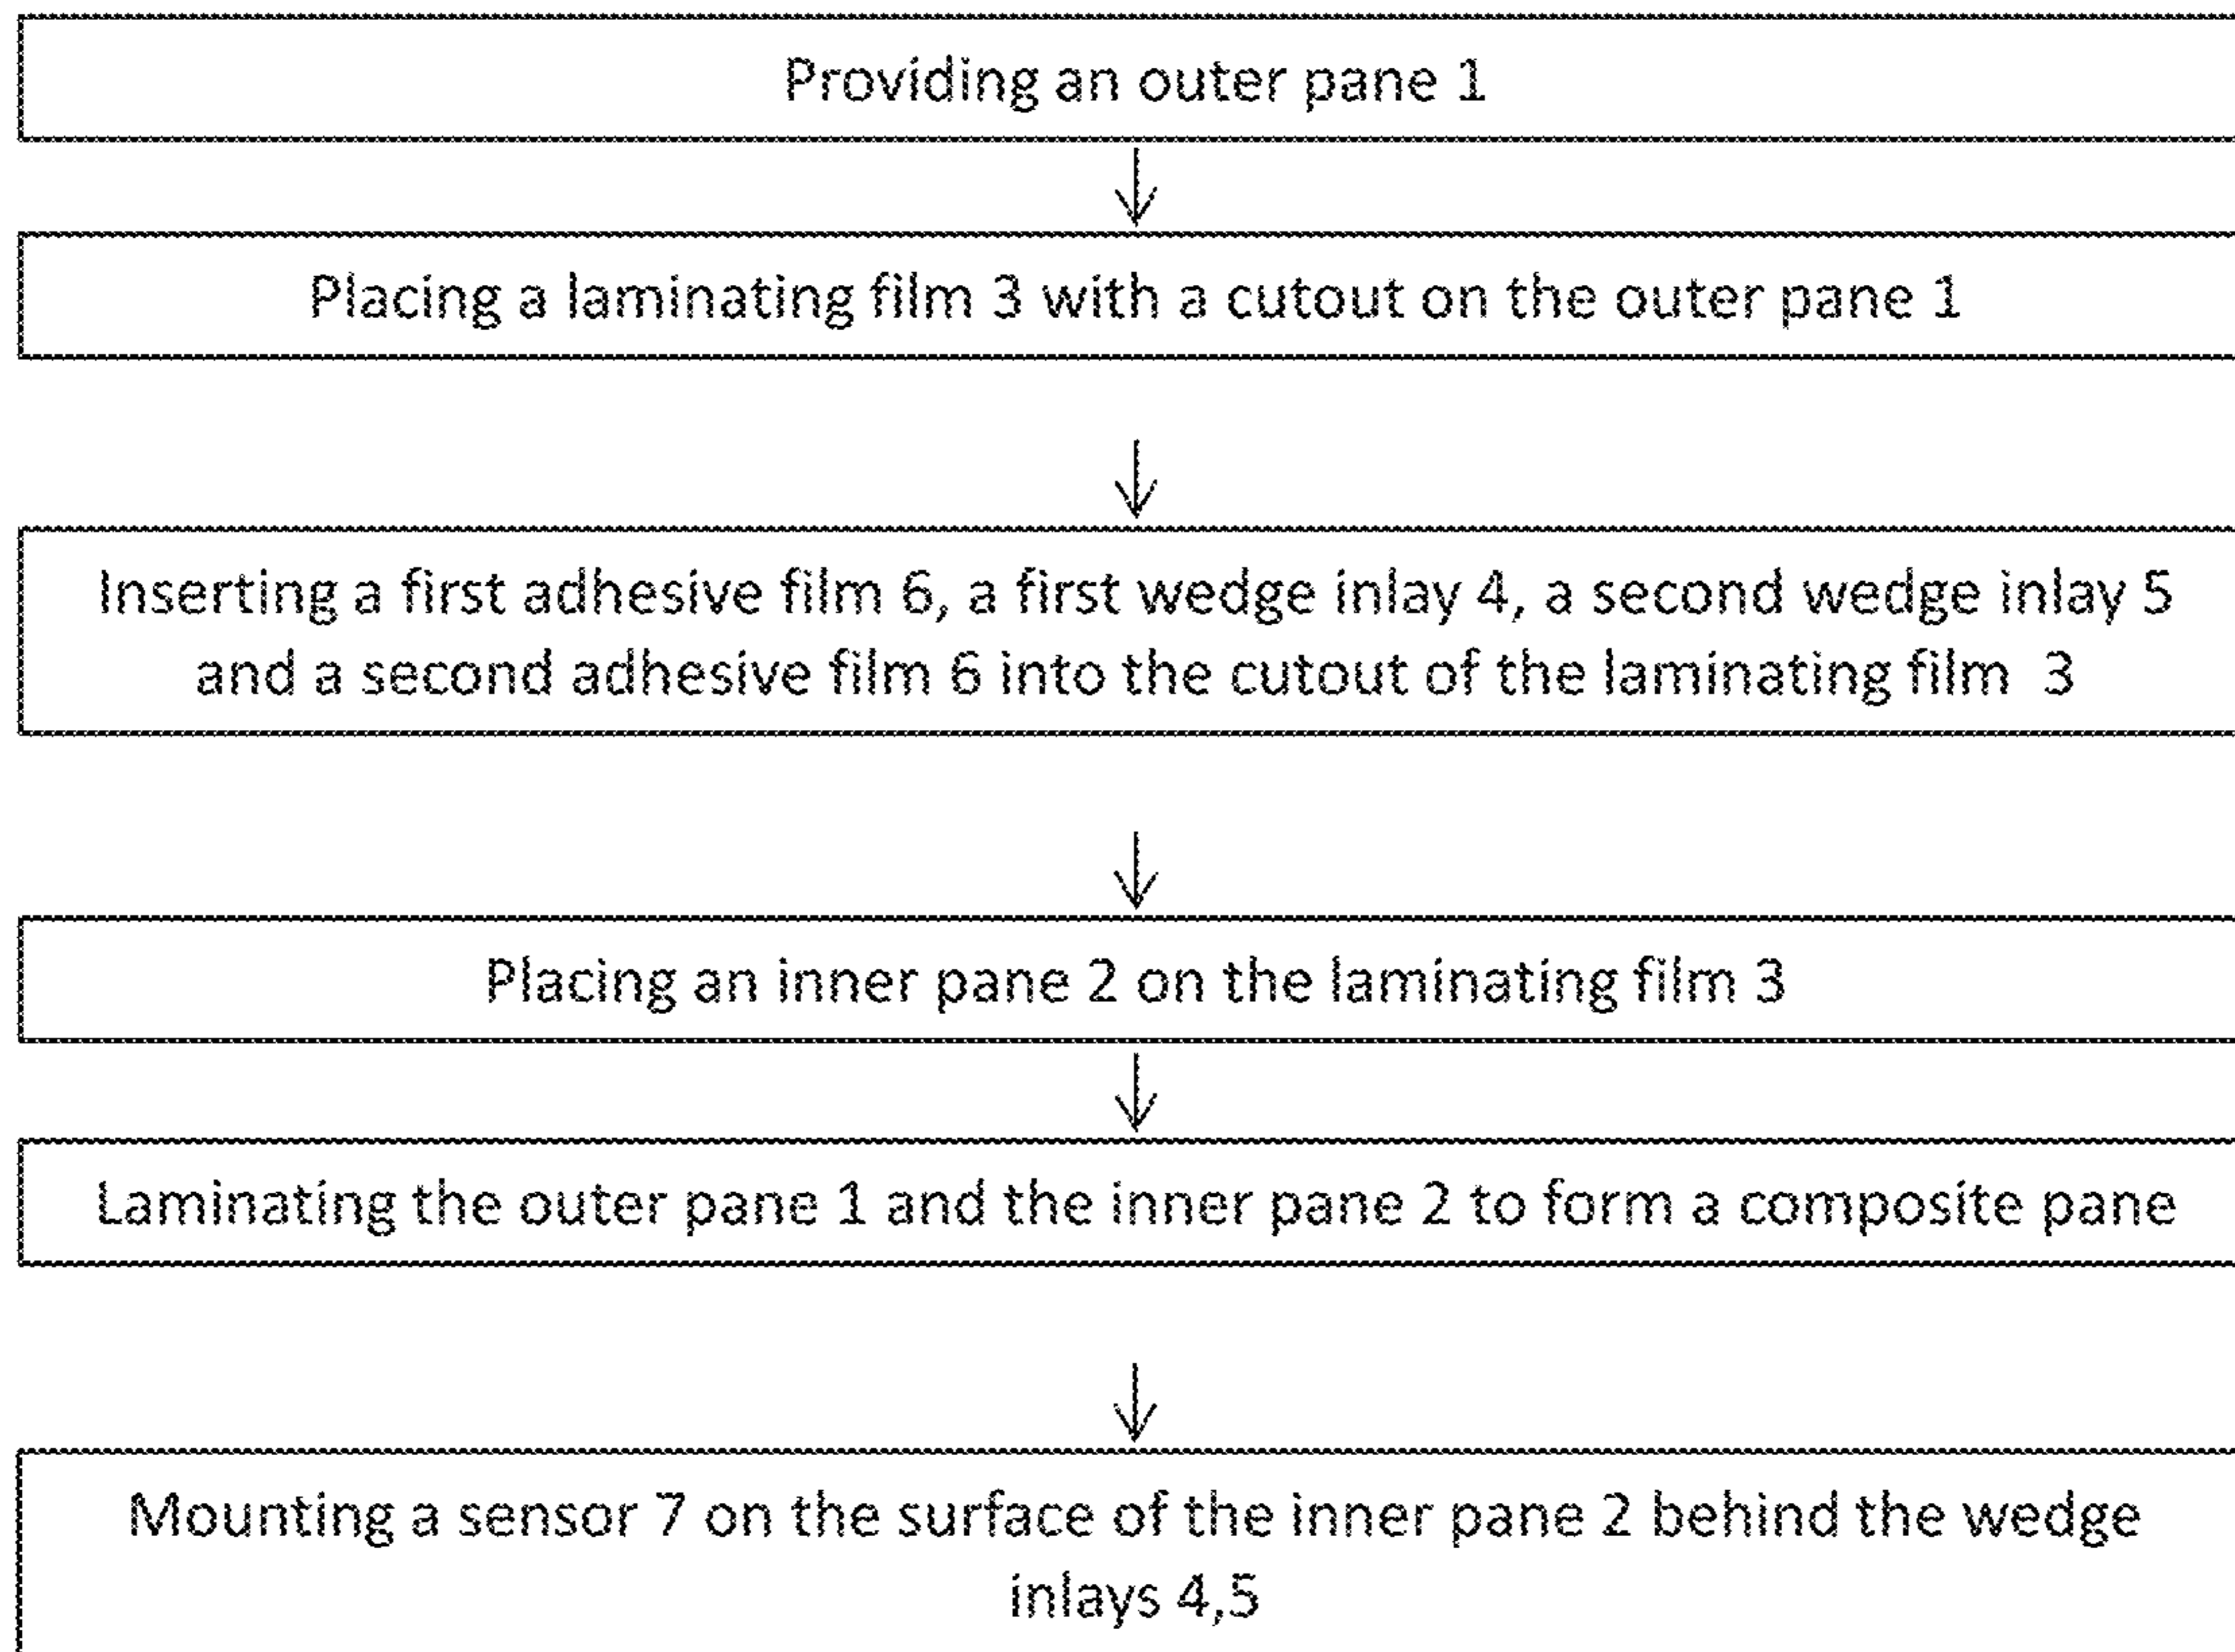 Providing an outer pane 1
Placing a laminating film 3 with a cutout on the outer pane 1
Inserting a first adhesive film 6, a first wedge inlay 4, a second wedge inlay 5
and a second adhesive film 6 into the cutout of the laminating film 3
Placing an inner pane 2 on the laminating film 3
Laminating the outer pane 1 and the inner pane 2 to form a composite pane
Mounting a sensor 7 on the surface of the inner pane 2 behind the wedge
inlays 4,5